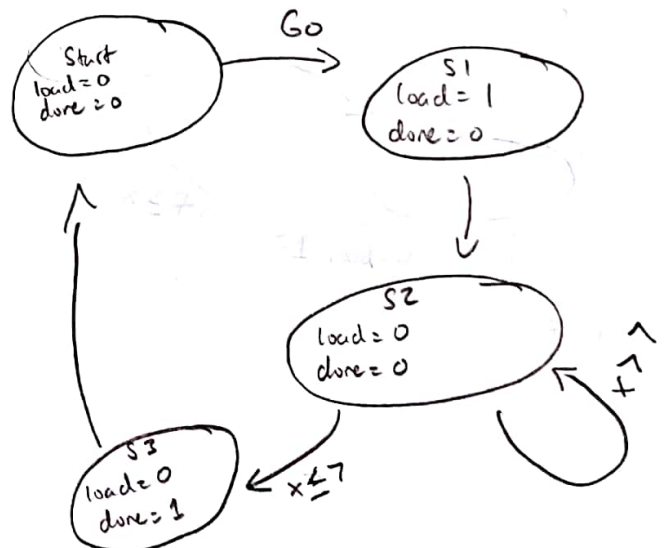 Go
Start
load=0
done=0
S1
load=1
done=0
S2
load=0
done=0
x>7
x≤7
S3
load=0
done=1